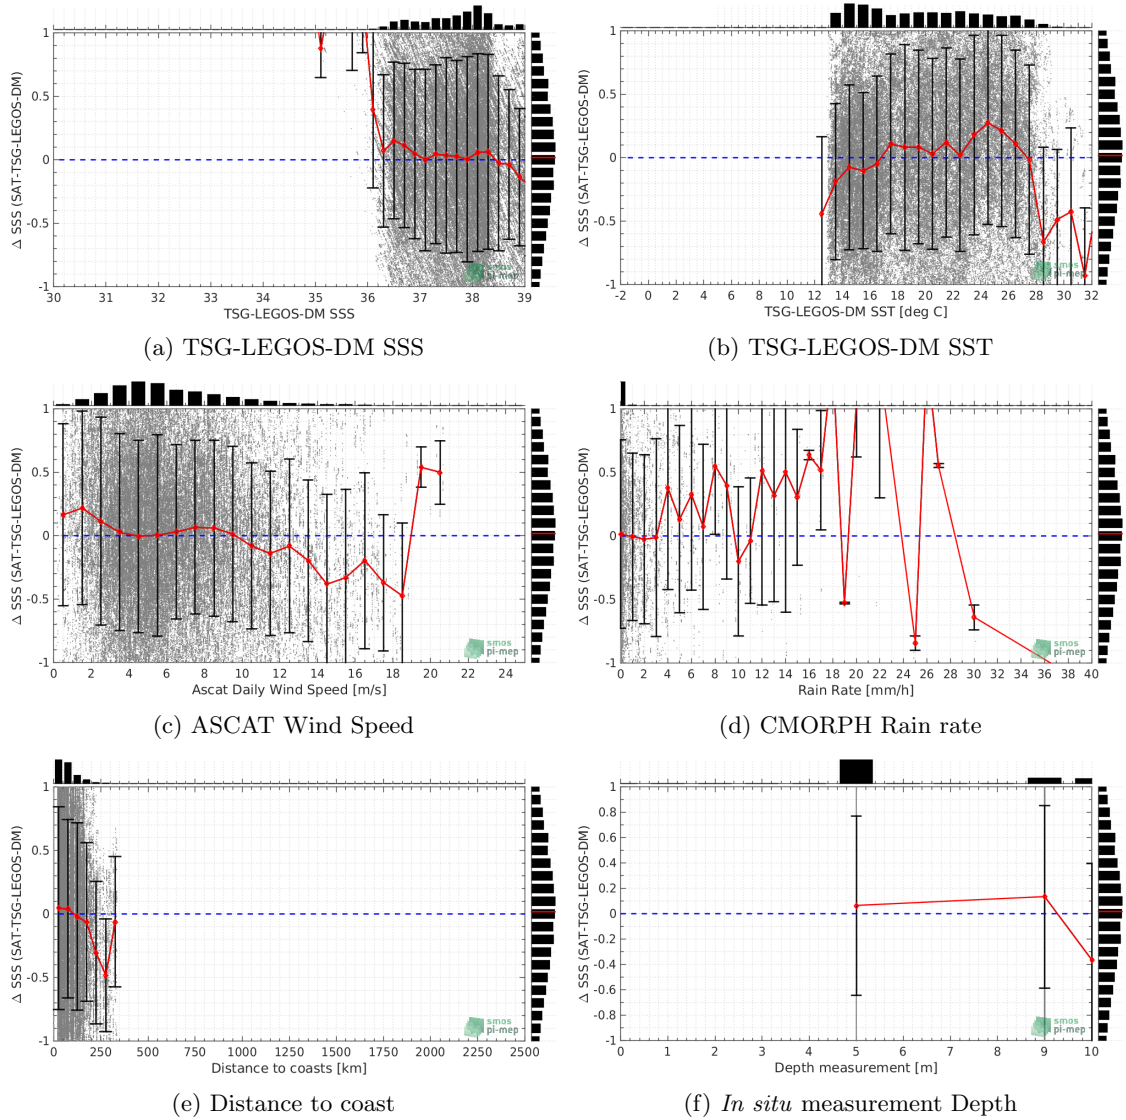 Δ SSS (SAT-TSG-LEGOS-DM)
1
0.5
0
-0.5
-1
30 31 32 33 34 35 36 37 38 39
TSG-LEGOS-DM SSS
smos
pi-mep
(a) TSG-LEGOS-DM SSS
Δ SSS (SAT-TSG-LEGOS-DM)
1
0.5
0
-0.5
-1
-2 0 2 4 6 8 10 12 14 16 18 20 22 24 26 28 30 32
TSG-LEGOS-DM SST [deg C]
smos
pi-mep
(b) TSG-LEGOS-DM SST
Δ SSS (SAT-TSG-LEGOS-DM)
1
0.5
0
-0.5
-1
0 2 4 6 8 10 12 14 16 18 20 22 24
Ascat Daily Wind Speed [m/s]
smos
pi-mep
(c) ASCAT Wind Speed
Δ SSS (SAT-TSG-LEGOS-DM)
1
0.5
0
-0.5
-1
0 2 4 6 8 10 12 14 16 18 20 22 24 26 28 30 32 34 36 38 40
Rain Rate [mm/h]
smos
pi-mep
(d) CMORPH Rain rate
Δ SSS (SAT-TSG-LEGOS-DM)
1
0.5
0
-0.5
-1
0 250 500 750 1000 1250 1500 1750 2000 2250 2500
Distance to coasts [km]
smos
pi-mep
(e) Distance to coast
Δ SSS (SAT-TSG-LEGOS-DM)
1
0.8
0.6
0.4
0.2
0
-0.2
-0.4
-0.6
-0.8
-1
0 1 2 3 4 5 6 7 8 9 10
Depth measurement [m]
smos
pi-mep
(f) In situ measurement Depth